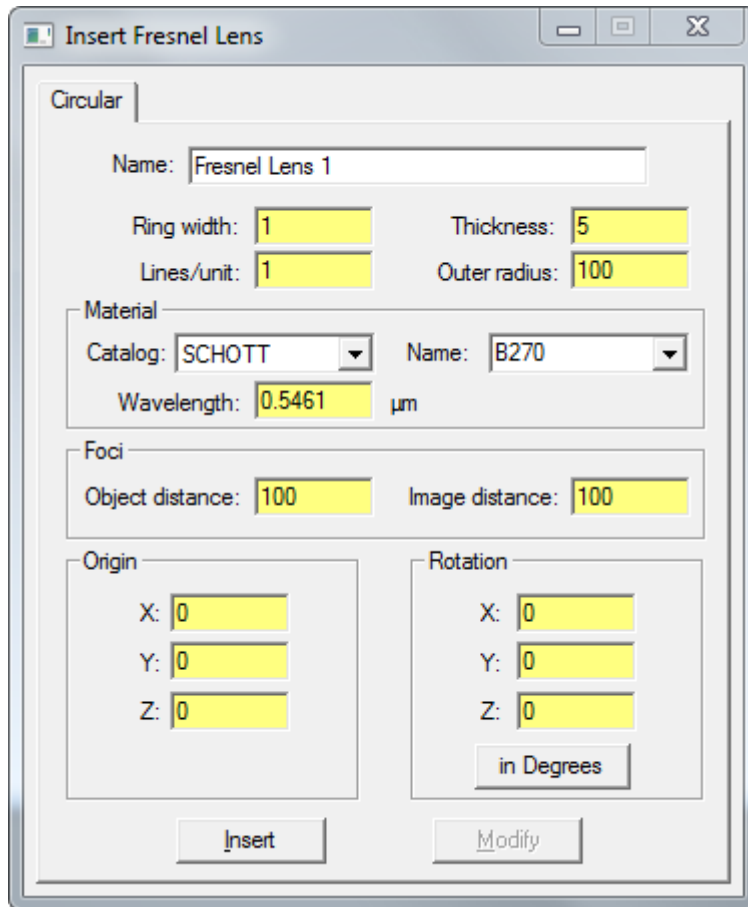 Insert Fresnel Lens
Circular
Name: Fresnel Lens 1
Ring width: 1 Thickness: 5
Lines/unit: 1 Outer radius: 100
Material
Catalog: SCHOTT Name: B270
Wavelength: 0.5461 µm
Foci
Object distance: 100 Image distance: 100
Origin Rotation
X: 0 X: 0
Y: 0 Y: 0
Z: 0 Z: 0
in Degrees
Insert Modify